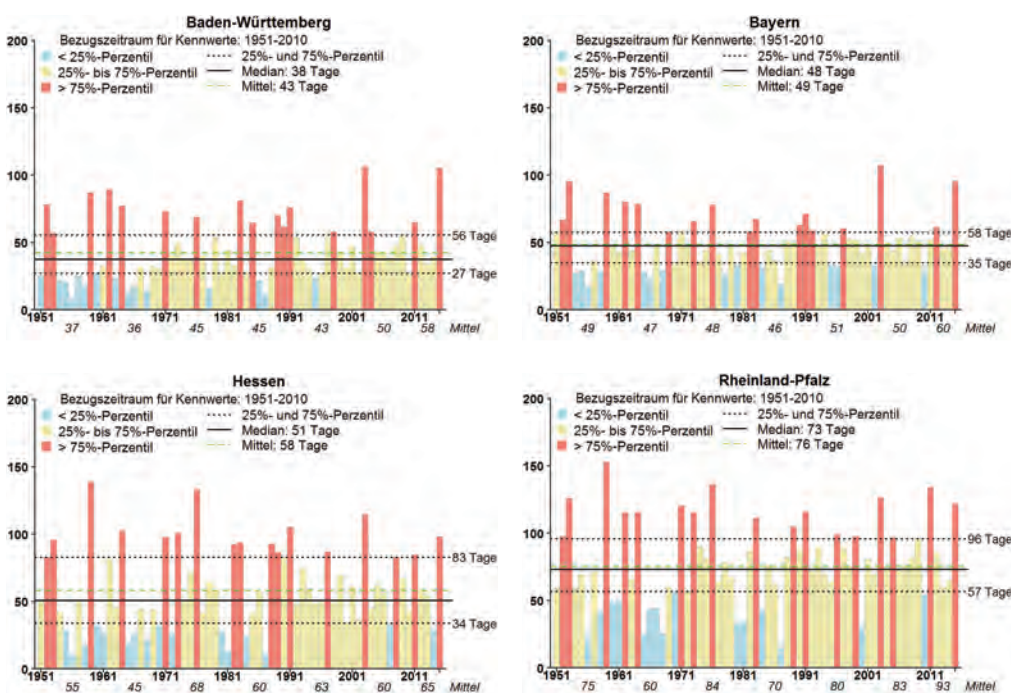 Baden-Württemberg
200
150
100
50
0
Bezugszeitraum für Kennwerte: 1951-2010
< 25%-Perzentil
25%- bis 75%-Perzentil
> 75%-Perzentil
25%- und 75%-Perzentil
Median: 38 Tage
Mittel: 43 Tage
56 Tage
27 Tage
1951 1961 1971 1981 1991 2001 2011
37 36 45 45 43 50 58 Mittel
Bayern
200
150
100
50
0
Bezugszeitraum für Kennwerte: 1951-2010
< 25%-Perzentil
25%- bis 75%-Perzentil
> 75%-Perzentil
25%- und 75%-Perzentil
Median: 48 Tage
Mittel: 49 Tage
58 Tage
35 Tage
1951 1961 1971 1981 1991 2001 2011
49 47 48 46 51 50 60 Mittel
Hessen
200
150
100
50
0
Bezugszeitraum für Kennwerte: 1951-2010
< 25%-Perzentil
25%- bis 75%-Perzentil
> 75%-Perzentil
25%- und 75%-Perzentil
Median: 51 Tage
Mittel: 58 Tage
83 Tage
34 Tage
1951 1961 1971 1981 1991 2001 2011
55 45 68 60 63 60 65 Mittel
Rheinland-Pfalz
200
150
100
50
0
Bezugszeitraum für Kennwerte: 1951-2010
< 25%-Perzentil
25%- bis 75%-Perzentil
> 75%-Perzentil
25%- und 75%-Perzentil
Median: 73 Tage
Mittel: 76 Tage
96 Tage
57 Tage
1951 1961 1971 1981 1991 2001 2011
75 60 84 70 80 83 93 Mittel